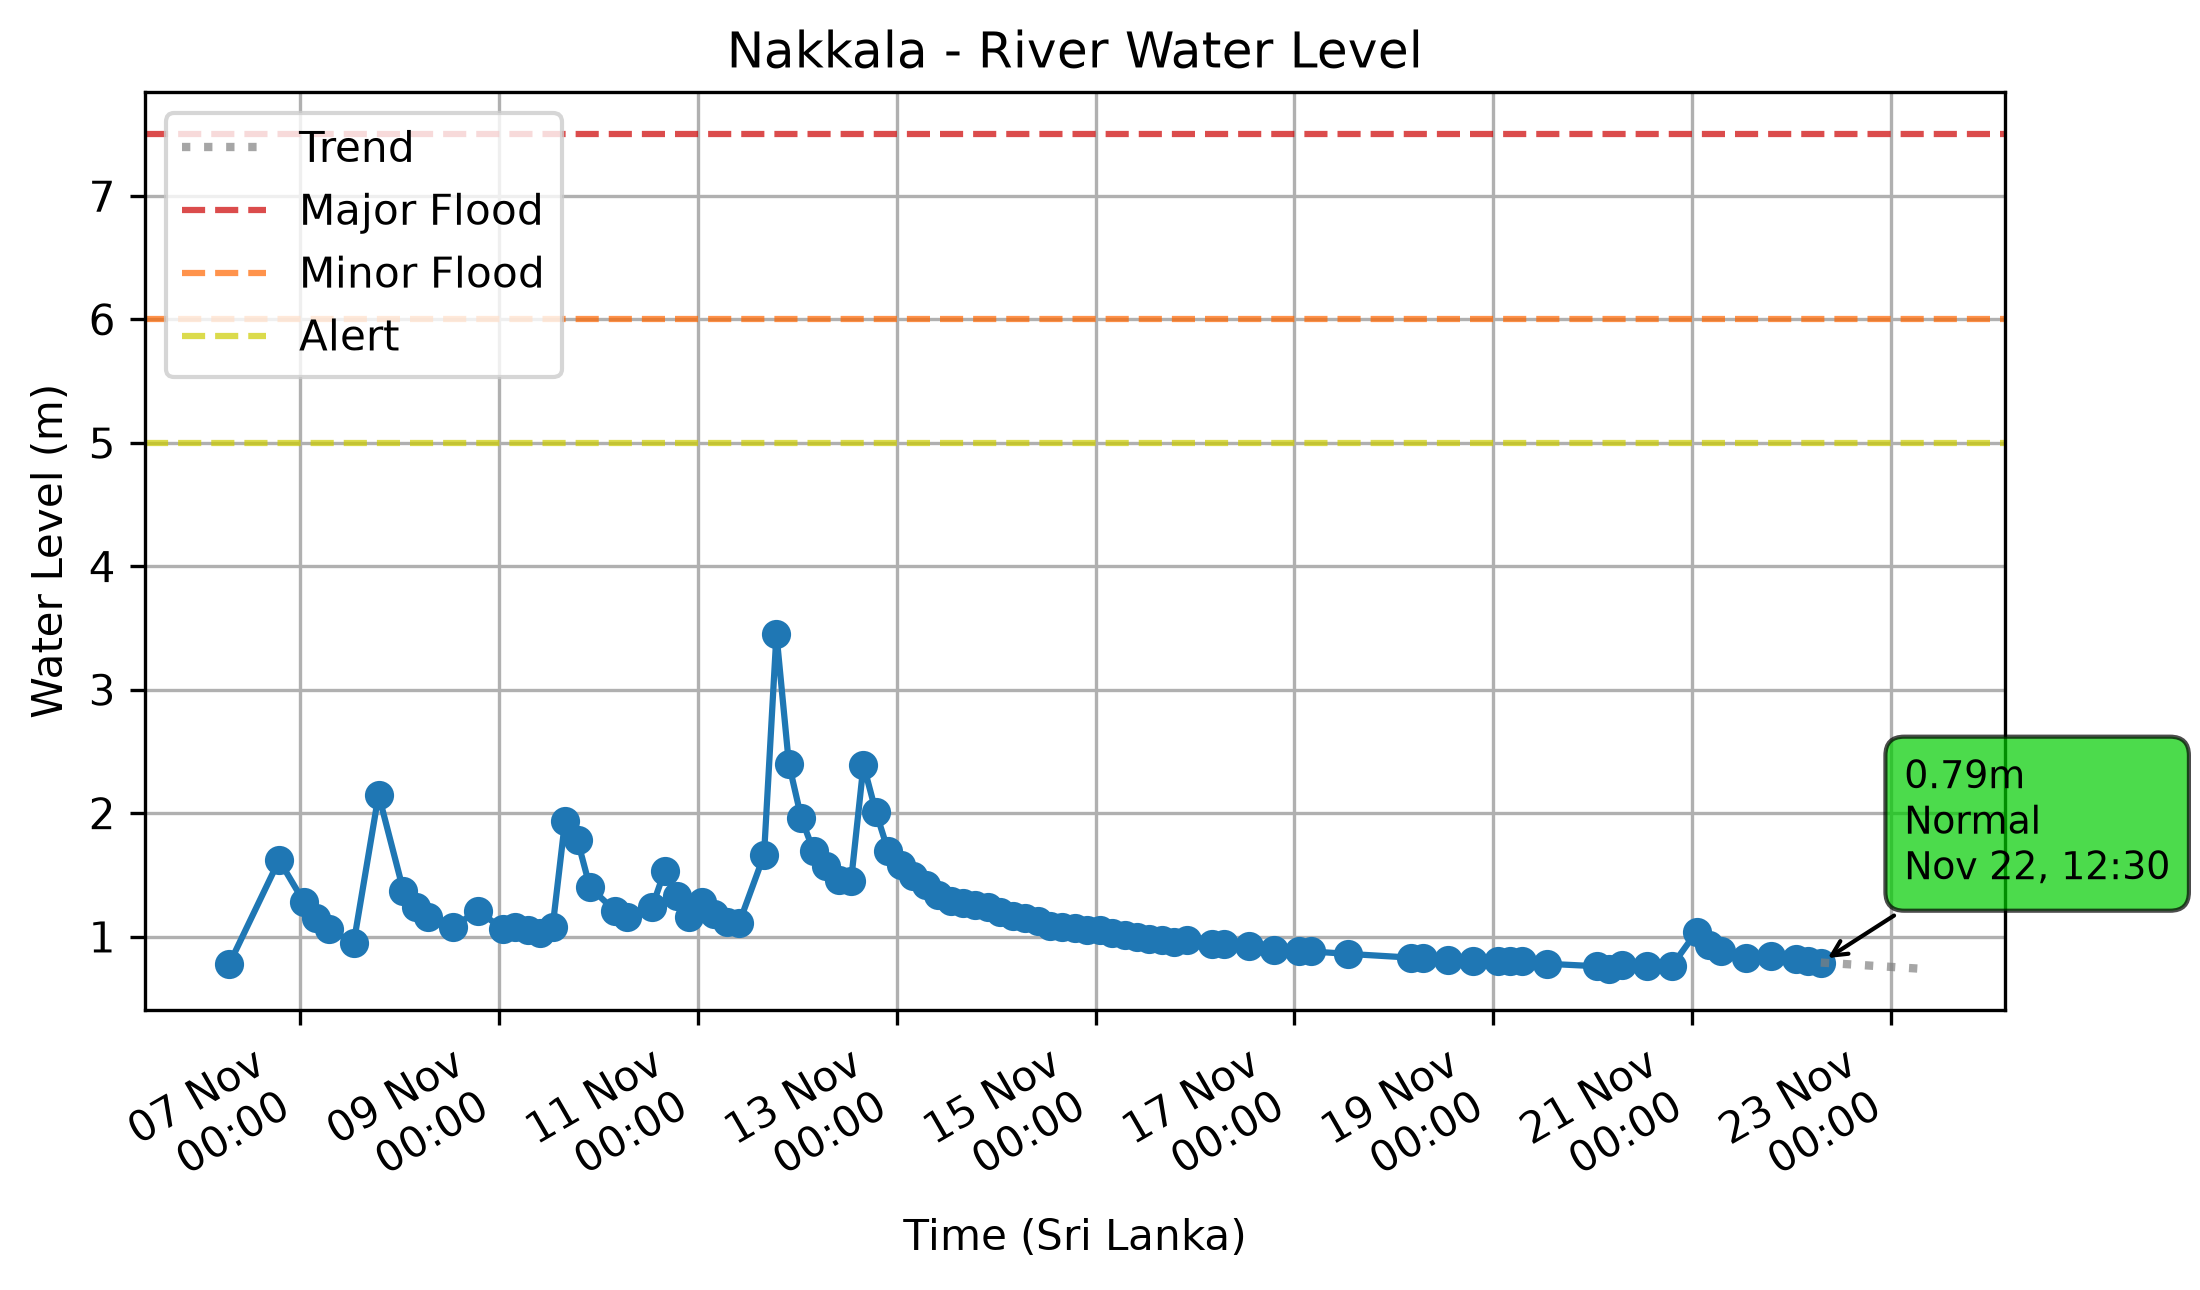 Nakkala - River Water Level
Trend
Major Flood
Minor Flood
Alert
7
6
5
4
3
2
1
Water Level (m)
0.79m
Normal
Nov 22, 12:30
07 Nov
00:00
09 Nov
00:00
11 Nov
00:00
13 Nov
00:00
15 Nov
00:00
17 Nov
00:00
19 Nov
00:00
21 Nov
00:00
23 Nov
00:00
Time (Sri Lanka)